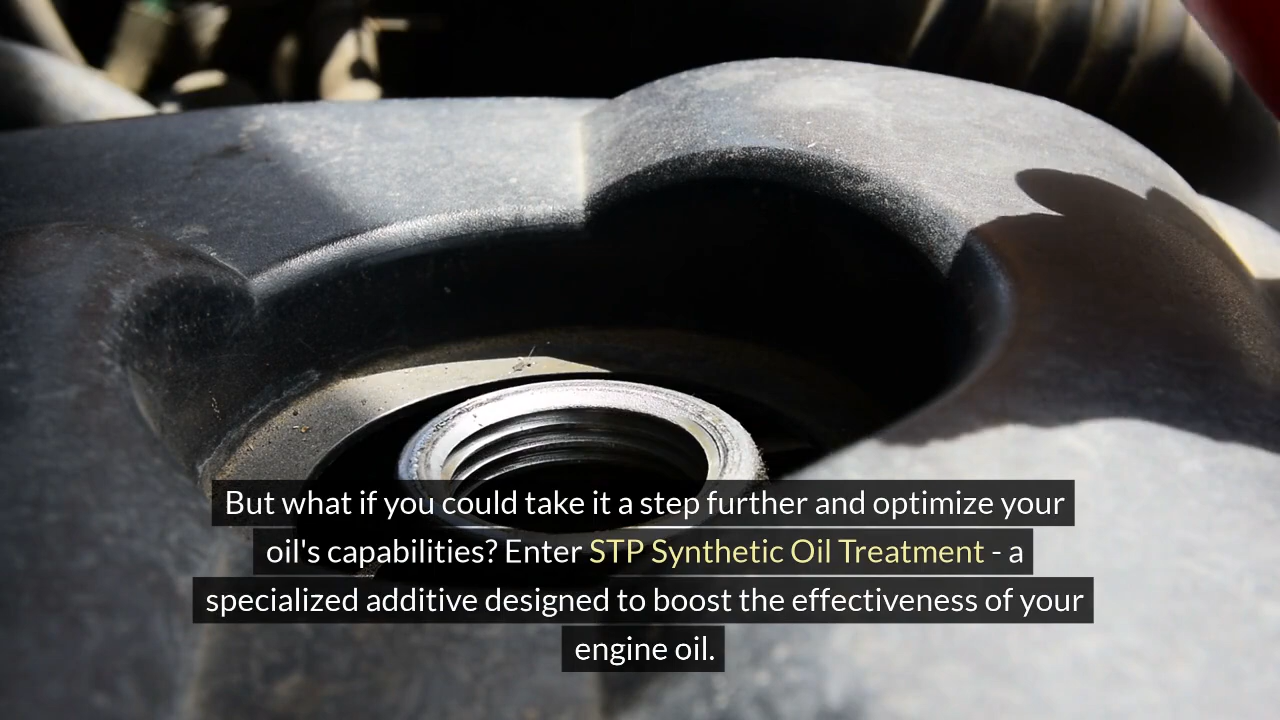 But what if you could take it a step further and optimize your
oil's capabilities? Enter STP Synthetic Oil Treatment - a
specialized additive designed to boost the effectiveness of your
engine oil.